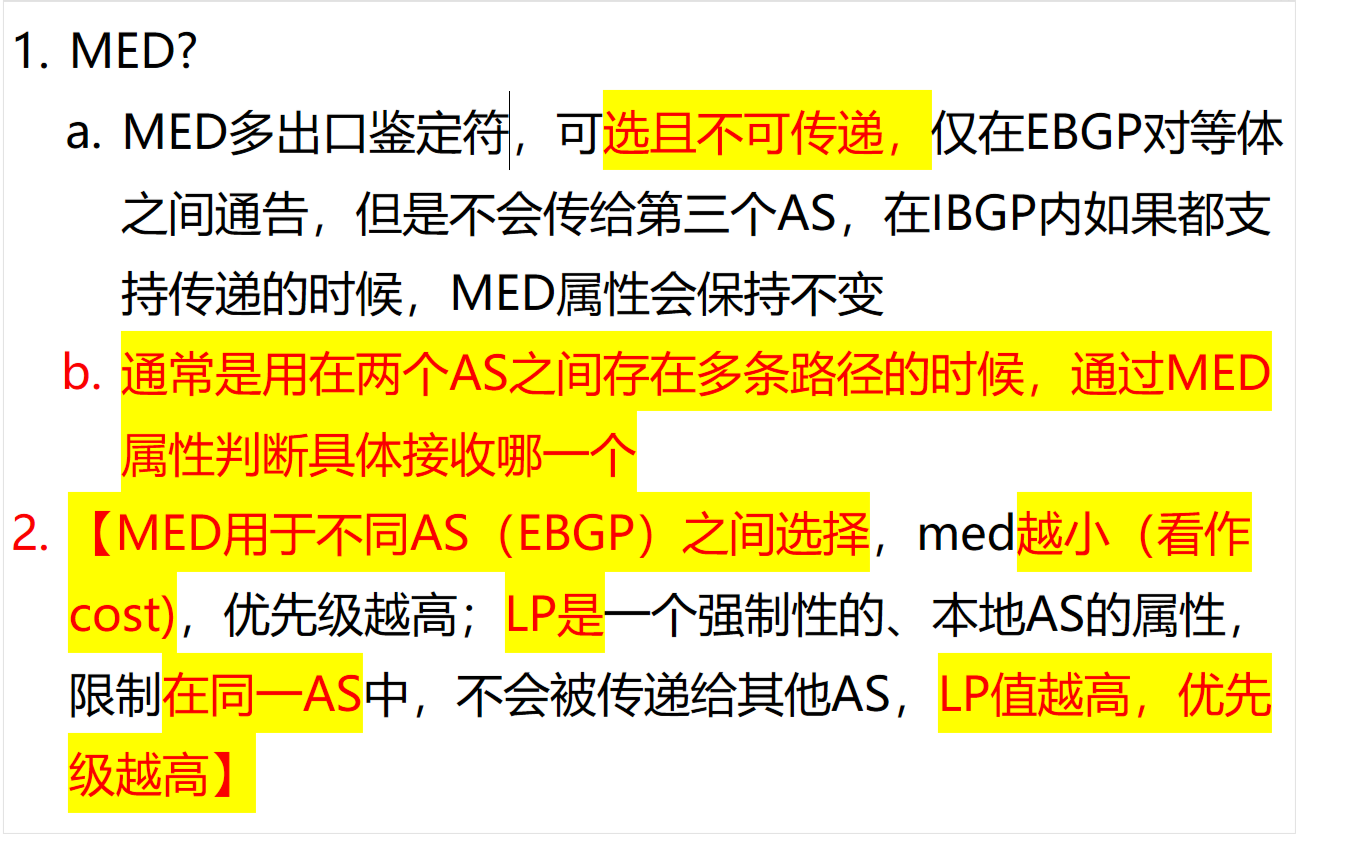 1. MED?
a. MED多出口鉴定符，可选且不可传递，仅在EBGP对等体
之间通告，但是不会传给第三个AS，在IBGP内如果都支
持传递的时候，MED属性会保持不变
b. 通常是用在两个AS之间存在多条路径的时候，通过MED
属性判断具体接收哪一个
2. 【MED用于不同AS（EBGP）之间选择，med越小（看作
cost)，优先级越高；LP是一个强制性的、本地AS的属性，
限制在同一AS中，不会被传递给其他AS，LP值越高，优先
级越高】